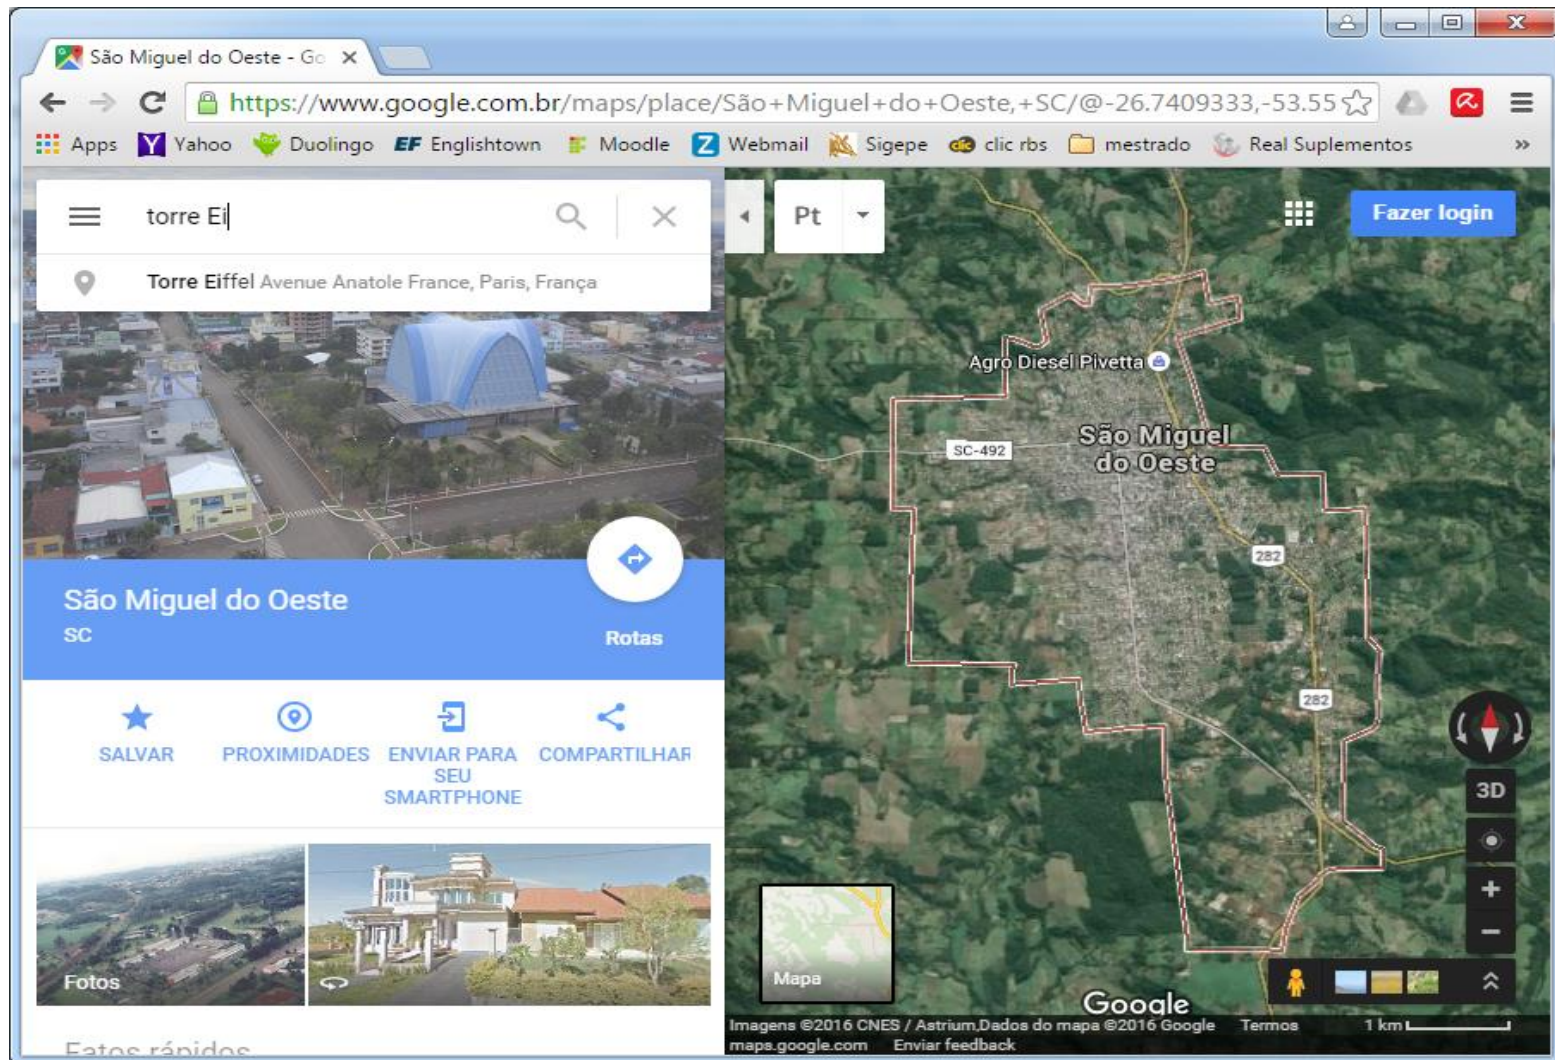 São Miguel do Oeste - Go
https://www.google.com.br/maps/place/São+Miguel+do+Oeste,+SC/@-26.7409333,-53.55
Apps Yahoo Duolingo EF Englishtown Moodle Webmail Sigepe clic rbs mestrado Real Suplementos »
torre Ei
Torre Eiffel Avenue Anatole France, Paris, França
São Miguel do Oeste
SC
Rotas
SALVAR
PROXIMIDADES
ENVIAR PARA
SEU
SMARTPHONE
COMPARTILHAR
Fotos
Fatos rápidos
Pt
Fazer login
Agro Diesel Pivetta
São Miguel
do Oeste
SC-492
282
282
3D
+
−
Mapa
Google
Imagens ©2016 CNES / Astrium,Dados do mapa ©2016 Google Termos 1 km
maps.google.com Enviar feedback